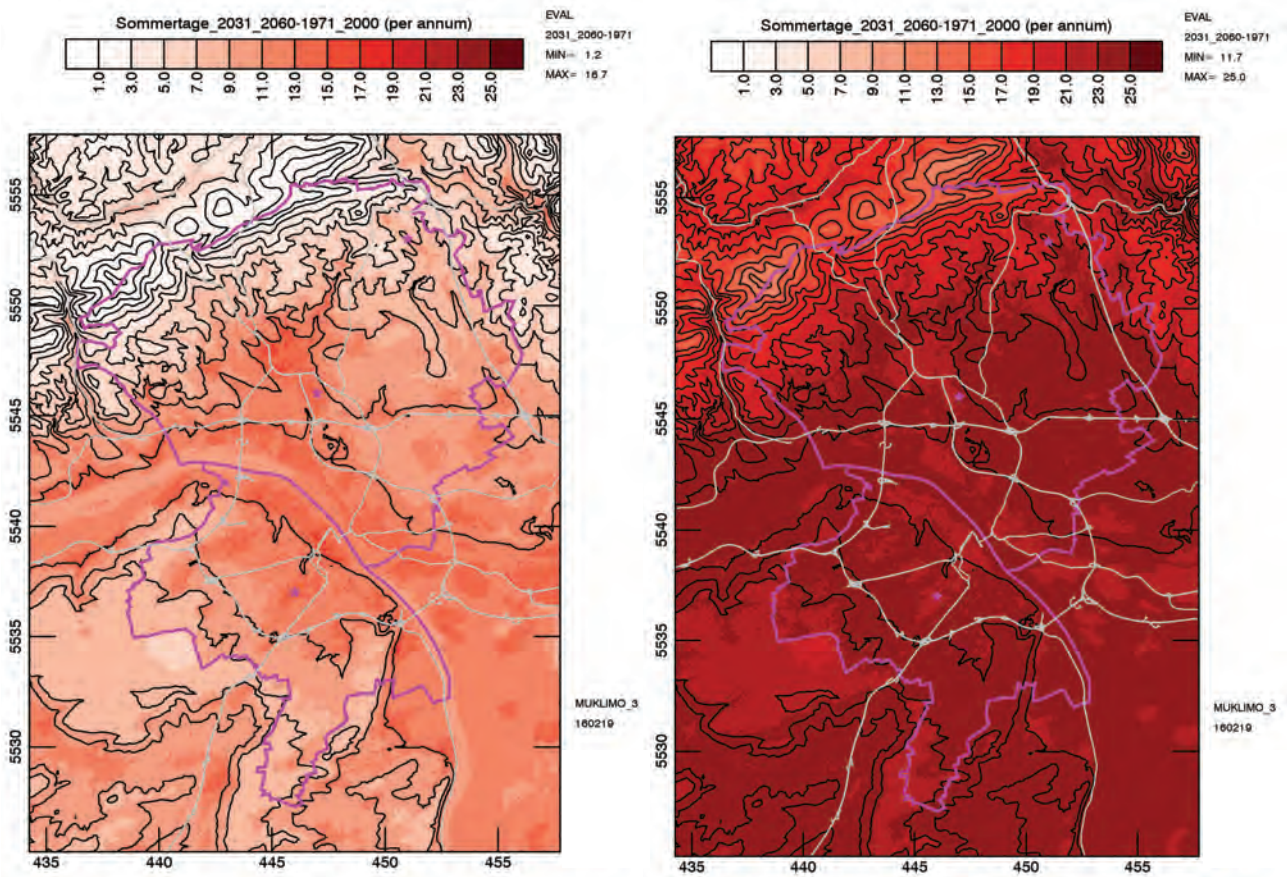 Sommertage_2031_2060-1971_2000 (per annum)
1.0 3.0 5.0 7.0 9.0 11.0 13.0 15.0 17.0 19.0 21.0 23.0 25.0
EVAL
2031_2060-1971
MIN= 1.2
MAX= 16.7
5555
5550
5545
5540
5535
5530
435 440 445 450 455
MUKLIMO_3
160219
Sommertage_2031_2060-1971_2000 (per annum)
1.0 3.0 5.0 7.0 9.0 11.0 13.0 15.0 17.0 19.0 21.0 23.0 25.0
EVAL
2031_2060-1971
MIN= 11.7
MAX= 25.0
5555
5550
5545
5540
5535
5530
435 440 445 450 455
MUKLIMO_3
160219